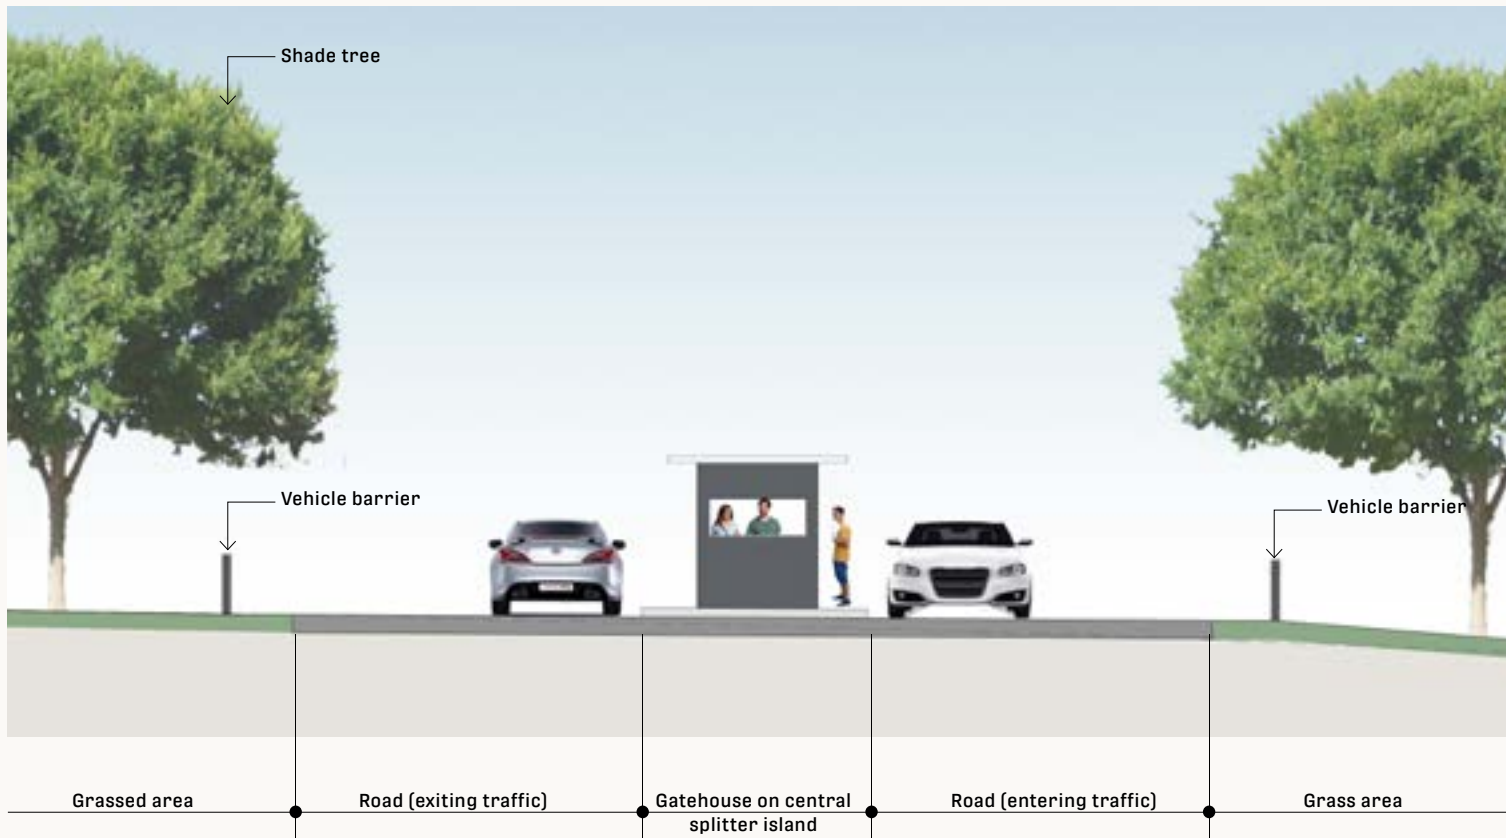 Shade tree
Vehicle barrier
Vehicle barrier
Grassed area
Road (exiting traffic)
Gatehouse on central
splitter island
Road (entering traffic)
Grass area